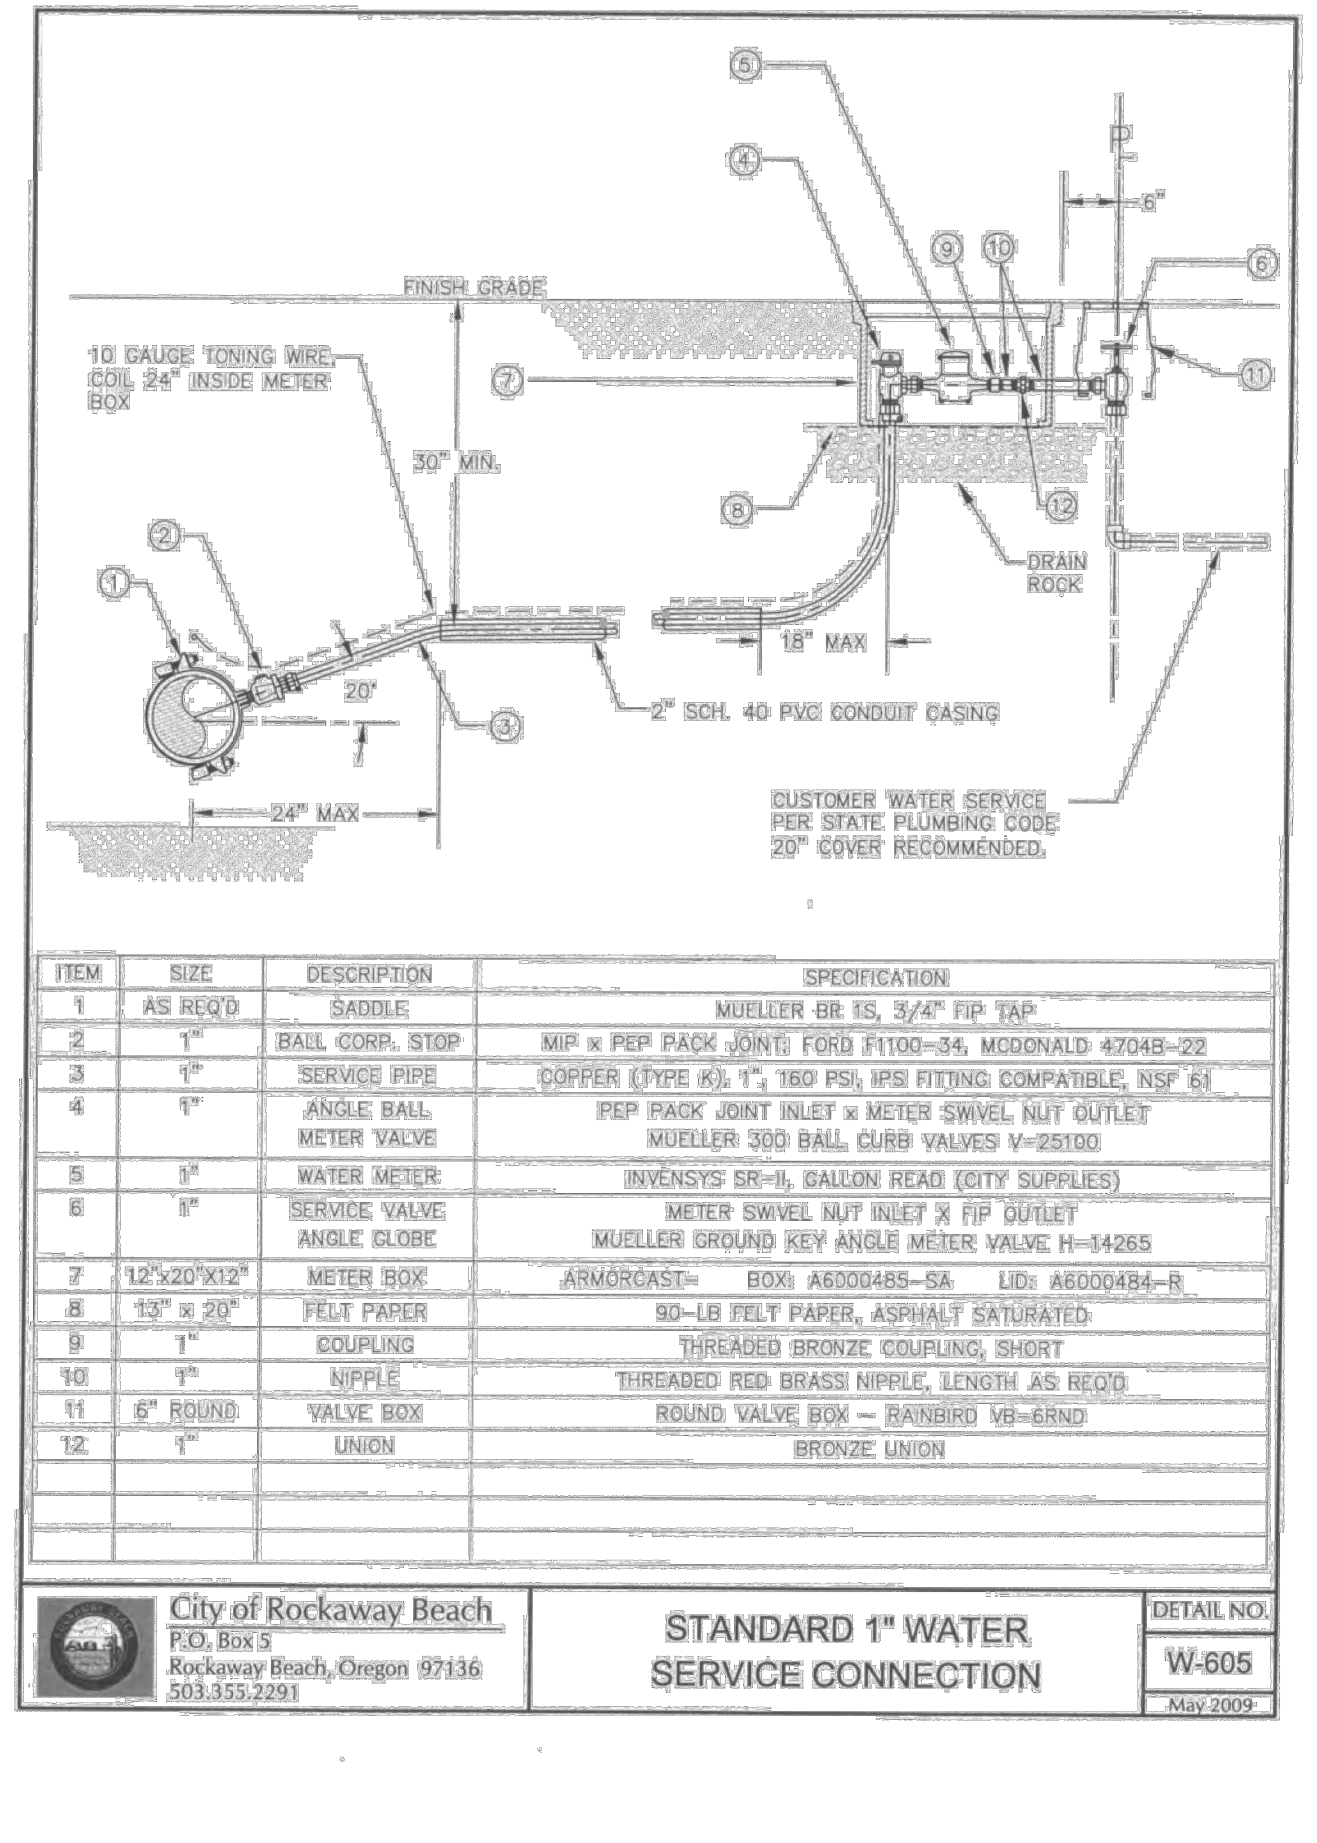 5
4
P
L
6"
9
10
6
FINISH GRADE
10 GAUGE TONING WIRE,
COIL 24" INSIDE METER
BOX
7
11
30" MIN.
8
12
2
1
DRAIN
ROCK
18" MAX
20°
3
2" SCH. 40 PVC CONDUIT CASING
24" MAX
CUSTOMER WATER SERVICE
PER STATE PLUMBING CODE
20" COVER RECOMMENDED.
ITEM SIZE DESCRIPTION SPECIFICATION
1 AS REQ'D SADDLE MUELLER BR 1S, 3/4" FIP TAP
2 1" BALL CORP. STOP MIP x PEP PACK JOINT: FORD F1100-34, MCDONALD 4704B-22
3 1" SERVICE PIPE COPPER (TYPE K), 1", 160 PSI, IPS FITTING COMPATIBLE, NSF 61
4 1" ANGLE BALL PEP PACK JOINT INLET x METER SWIVEL NUT OUTLET
METER VALVE MUELLER 300 BALL CURB VALVES V-25100
5 1" WATER METER INVENSYS SR-II, GALLON READ (CITY SUPPLIES)
6 1" SERVICE VALVE METER SWIVEL NUT INLET X FIP OUTLET
ANGLE GLOBE MUELLER GROUND KEY ANGLE METER VALVE H-14265
7 12"x20"X12" METER BOX ARMORCAST- BOX: A6000485-SA LID: A6000484-R
8 13" x 20" FELT PAPER 90-LB FELT PAPER, ASPHALT SATURATED
9 1" COUPLING THREADED BRONZE COUPLING, SHORT
10 1" NIPPLE THREADED RED BRASS NIPPLE, LENGTH AS REQ'D
11 6" ROUND VALVE BOX ROUND VALVE BOX - RAINBIRD VB-6RND
12 1" UNION BRONZE UNION
City of Rockaway Beach
P.O. Box 5
Rockaway Beach, Oregon 97136
503.355.2291
STANDARD 1" WATER
SERVICE CONNECTION
DETAIL NO.
W-605
May 2009